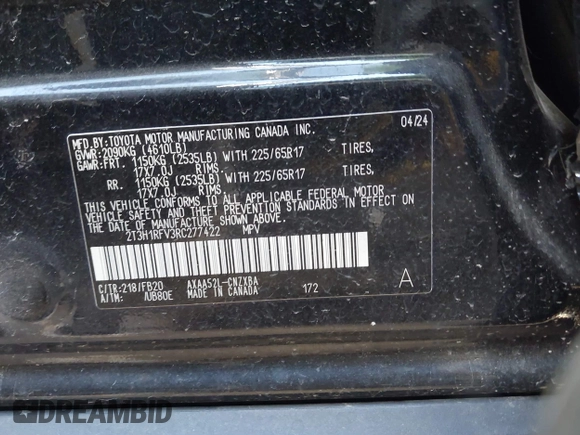 MFD.BY:TOYOTA MOTOR MANUFACTURING CANADA INC. 04/24
GVWR:2090KG (4610LB)
GAWR:FRT. 1150KG (2535LB) WITH 225/65R17 TIRES,
17X7.0J RIMS.
RR. 1150KG (2535LB) WITH 225/65R17 TIRES,
17X7.0J RIMS.
THIS VEHICLE CONFORMS TO ALL APPLICABLE FEDERAL MOTOR
VEHICLE SAFETY AND THEFT PREVENTION STANDARDS IN EFFECT ON
THE DATE OF MANUFACTURE SHOWN ABOVE.
2T3H1RFV3RC277422 MPV
C/TR:218/FB20 AXAA52L-CNZXBA A
A/TM: /UB80E MADE IN CANADA 172
DREAMBID